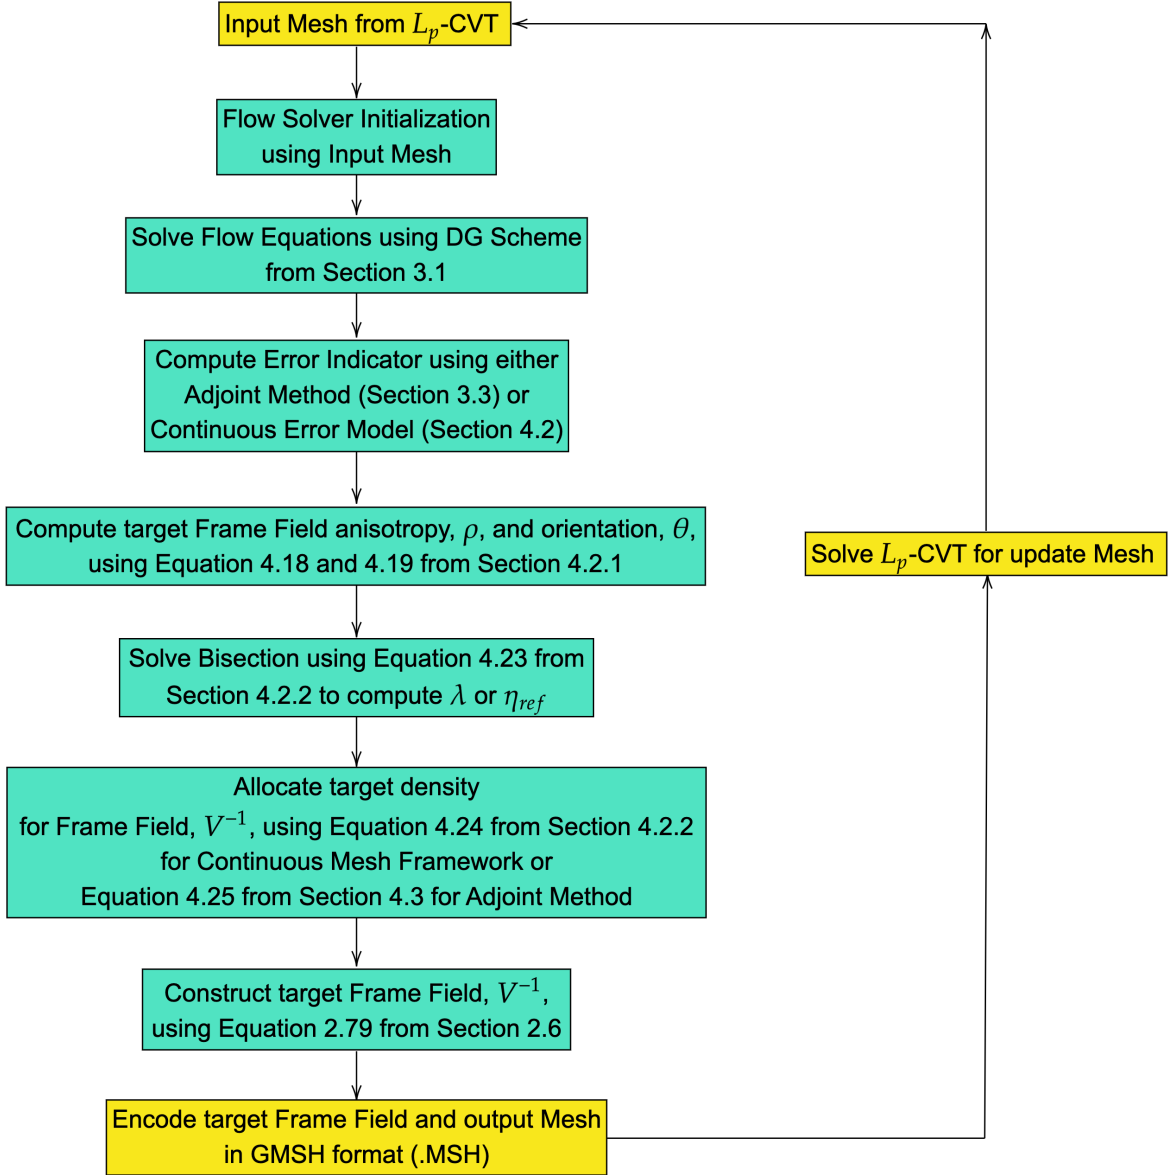 Input Mesh from Lₚ-CVT
Flow Solver Initialization
using Input Mesh
Solve Flow Equations using DG Scheme
from Section 3.1
Compute Error Indicator using either
Adjoint Method (Section 3.3) or
Continuous Error Model (Section 4.2)
Compute target Frame Field anisotropy, ρ, and orientation, θ,
using Equation 4.18 and 4.19 from Section 4.2.1
Solve Bisection using Equation 4.23 from
Section 4.2.2 to compute λ or η_ref
Allocate target density
for Frame Field, V⁻¹, using Equation 4.24 from Section 4.2.2
for Continuous Mesh Framework or
Equation 4.25 from Section 4.3 for Adjoint Method
Construct target Frame Field, V⁻¹,
using Equation 2.79 from Section 2.6
Encode target Frame Field and output Mesh
in GMSH format (.MSH)
Solve Lₚ-CVT for update Mesh